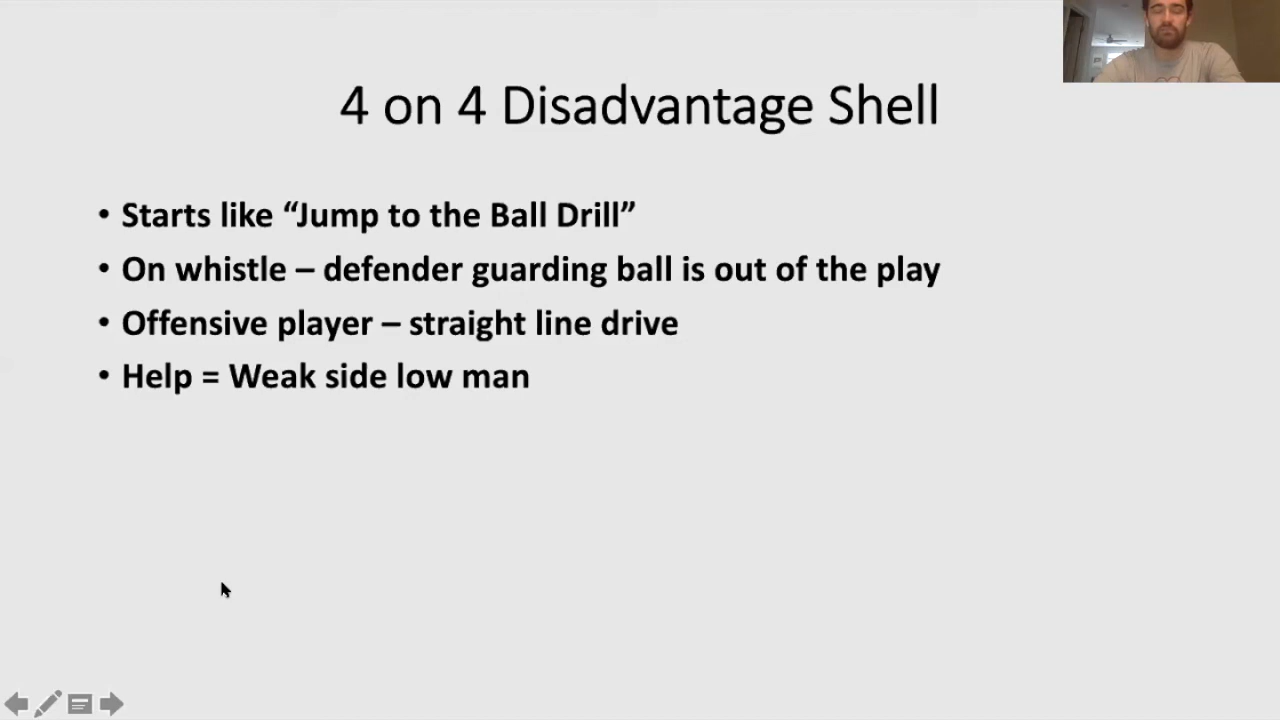 4 on 4 Disadvantage Shell
• Starts like “Jump to the Ball Drill”
• On whistle – defender guarding ball is out of the play
• Offensive player – straight line drive
• Help = Weak side low man